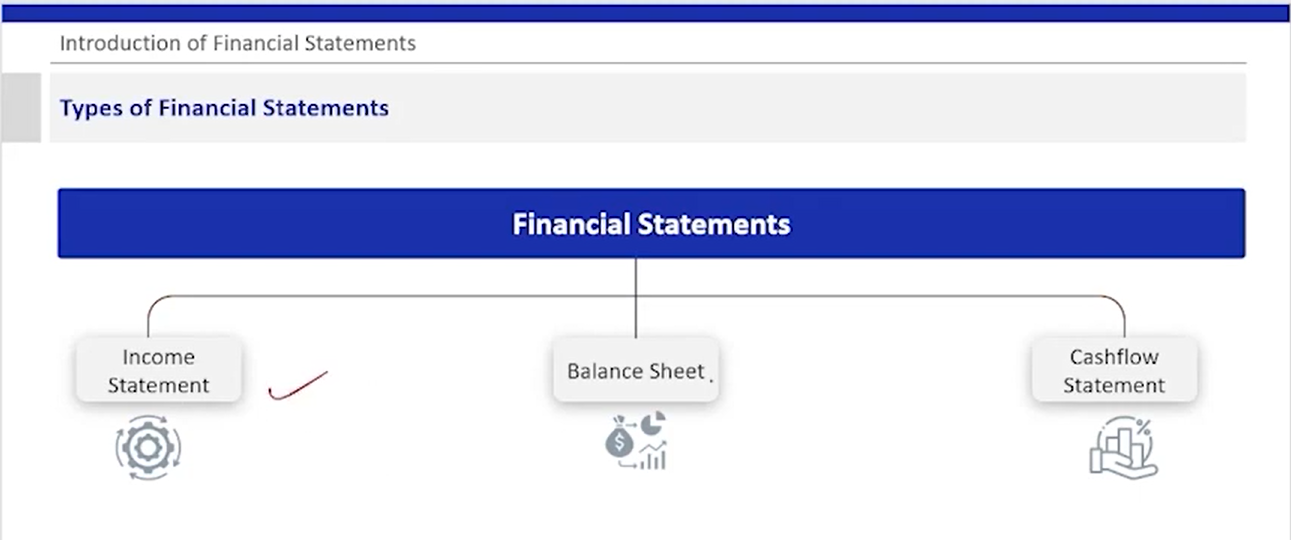 Introduction of Financial Statements
Types of Financial Statements
Financial Statements
Income
Statement
Balance Sheet
Cashflow
Statement
$
%